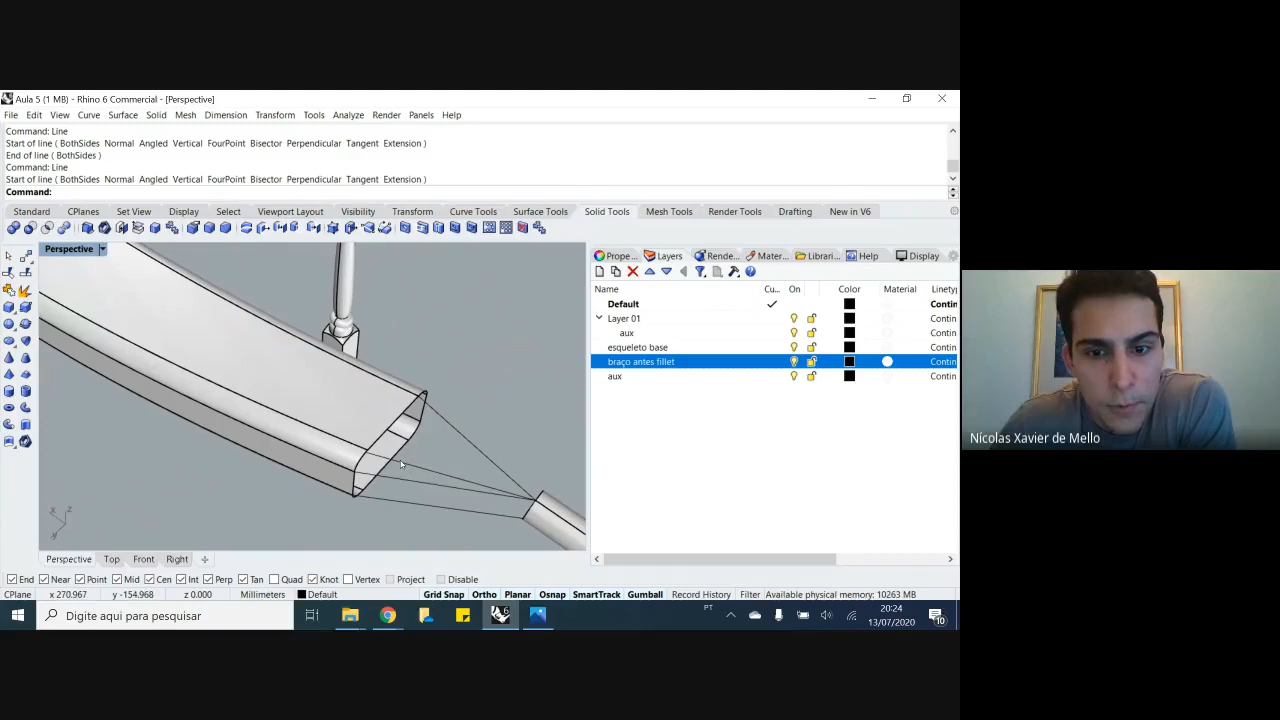 Aula 5 (1 MB) - Rhino 6 Commercial - [Perspective]
File Edit View Curve Surface Solid Mesh Dimension Transform Tools Analyze Render Panels Help
Command: Line
Start of line ( BothSides Normal Angled Vertical FourPoint Bisector Perpendicular Tangent Extension )
End of line ( BothSides )
Command: Line
Start of line ( BothSides Normal Angled Vertical FourPoint Bisector Perpendicular Tangent Extension )
Command:
Standard CPlanes Set View Display Select Viewport Layout Visibility Transform Curve Tools Surface Tools Solid Tools Mesh Tools Render Tools Drafting New in V6
Perspective
Prope... Layers Rende... Mater... Librari... Help Display
Name Cu... On Color Material Linety
Default Contin
Layer 01 Contin
aux Contin
esqueleto base Contin
braço antes fillet Contin
aux Contin
x z y
Nícolas Xavier de Mello
Perspective Top Front Right
End Near Point Mid Cen Int Perp Tan Quad Knot Vertex Project Disable
CPlane x 270.967 y -154.968 z 0.000 Millimeters Default Grid Snap Ortho Planar Osnap SmartTrack Gumball Record History Filter Available physical memory: 10263 MB
Digite aqui para pesquisar
PT
20:24
13/07/2020
10